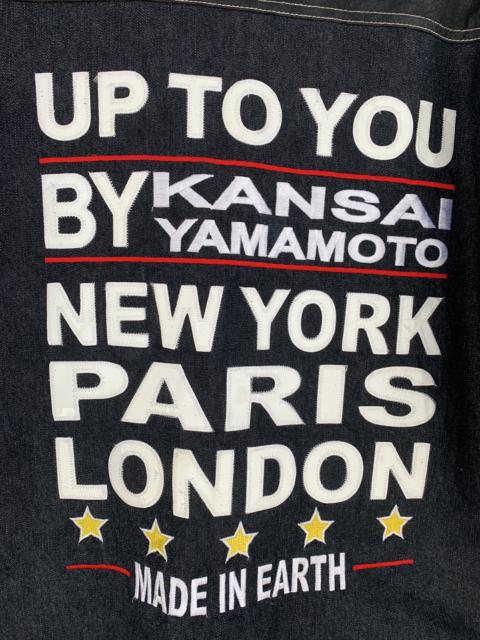 UP TO YOU
BY KANSAI
YAMAMOTO
NEW YORK
PARIS
LONDON
MADE IN EARTH